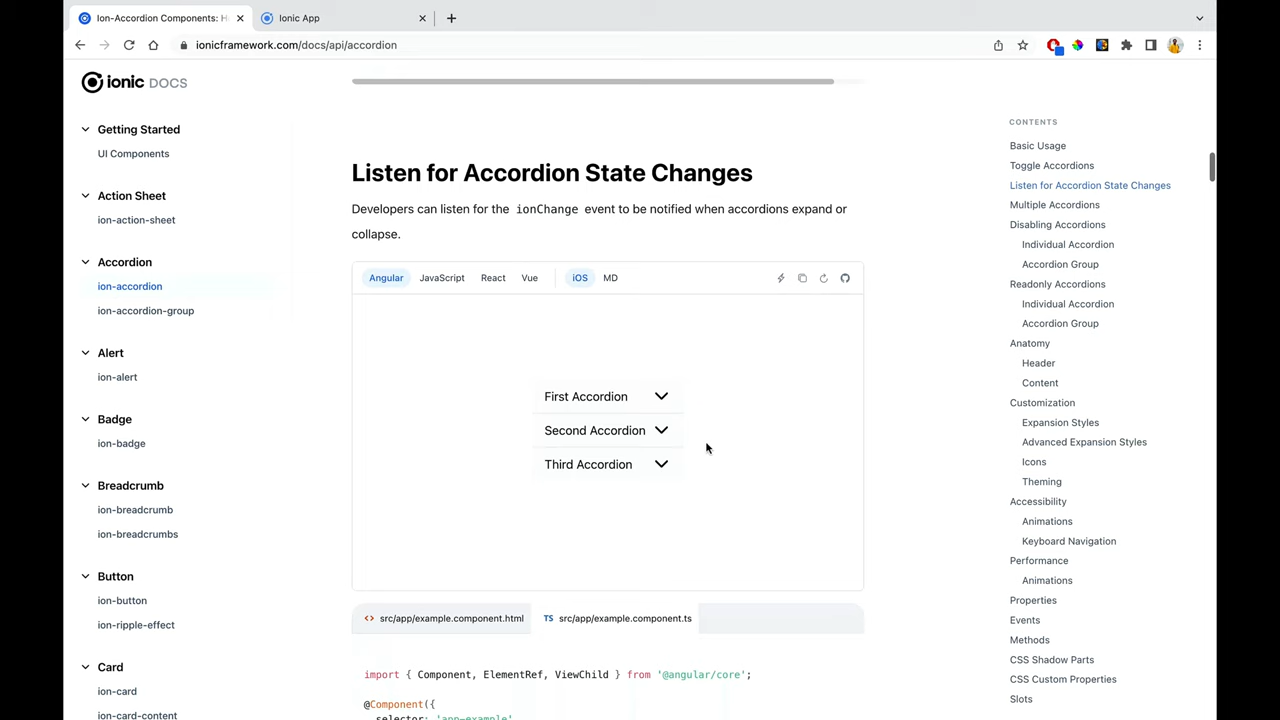 Ion-Accordion Components: H
Ionic App
ionicframework.com/docs/api/accordion
ionic DOCS
Getting Started
UI Components
Action Sheet
ion-action-sheet
Accordion
ion-accordion
ion-accordion-group
Alert
ion-alert
Badge
ion-badge
Breadcrumb
ion-breadcrumb
ion-breadcrumbs
Button
ion-button
ion-ripple-effect
Card
ion-card
ion-card-content
Listen for Accordion State Changes
Developers can listen for the ionChange event to be notified when accordions expand or
collapse.
Angular JavaScript React Vue iOS MD
First Accordion
Second Accordion
Third Accordion
<> src/app/example.component.html TS src/app/example.component.ts
import { Component, ElementRef, ViewChild } from '@angular/core';
@Component({
selector: 'app-example',
CONTENTS
Basic Usage
Toggle Accordions
Listen for Accordion State Changes
Multiple Accordions
Disabling Accordions
Individual Accordion
Accordion Group
Readonly Accordions
Individual Accordion
Accordion Group
Anatomy
Header
Content
Customization
Expansion Styles
Advanced Expansion Styles
Icons
Theming
Accessibility
Animations
Keyboard Navigation
Performance
Animations
Properties
Events
Methods
CSS Shadow Parts
CSS Custom Properties
Slots